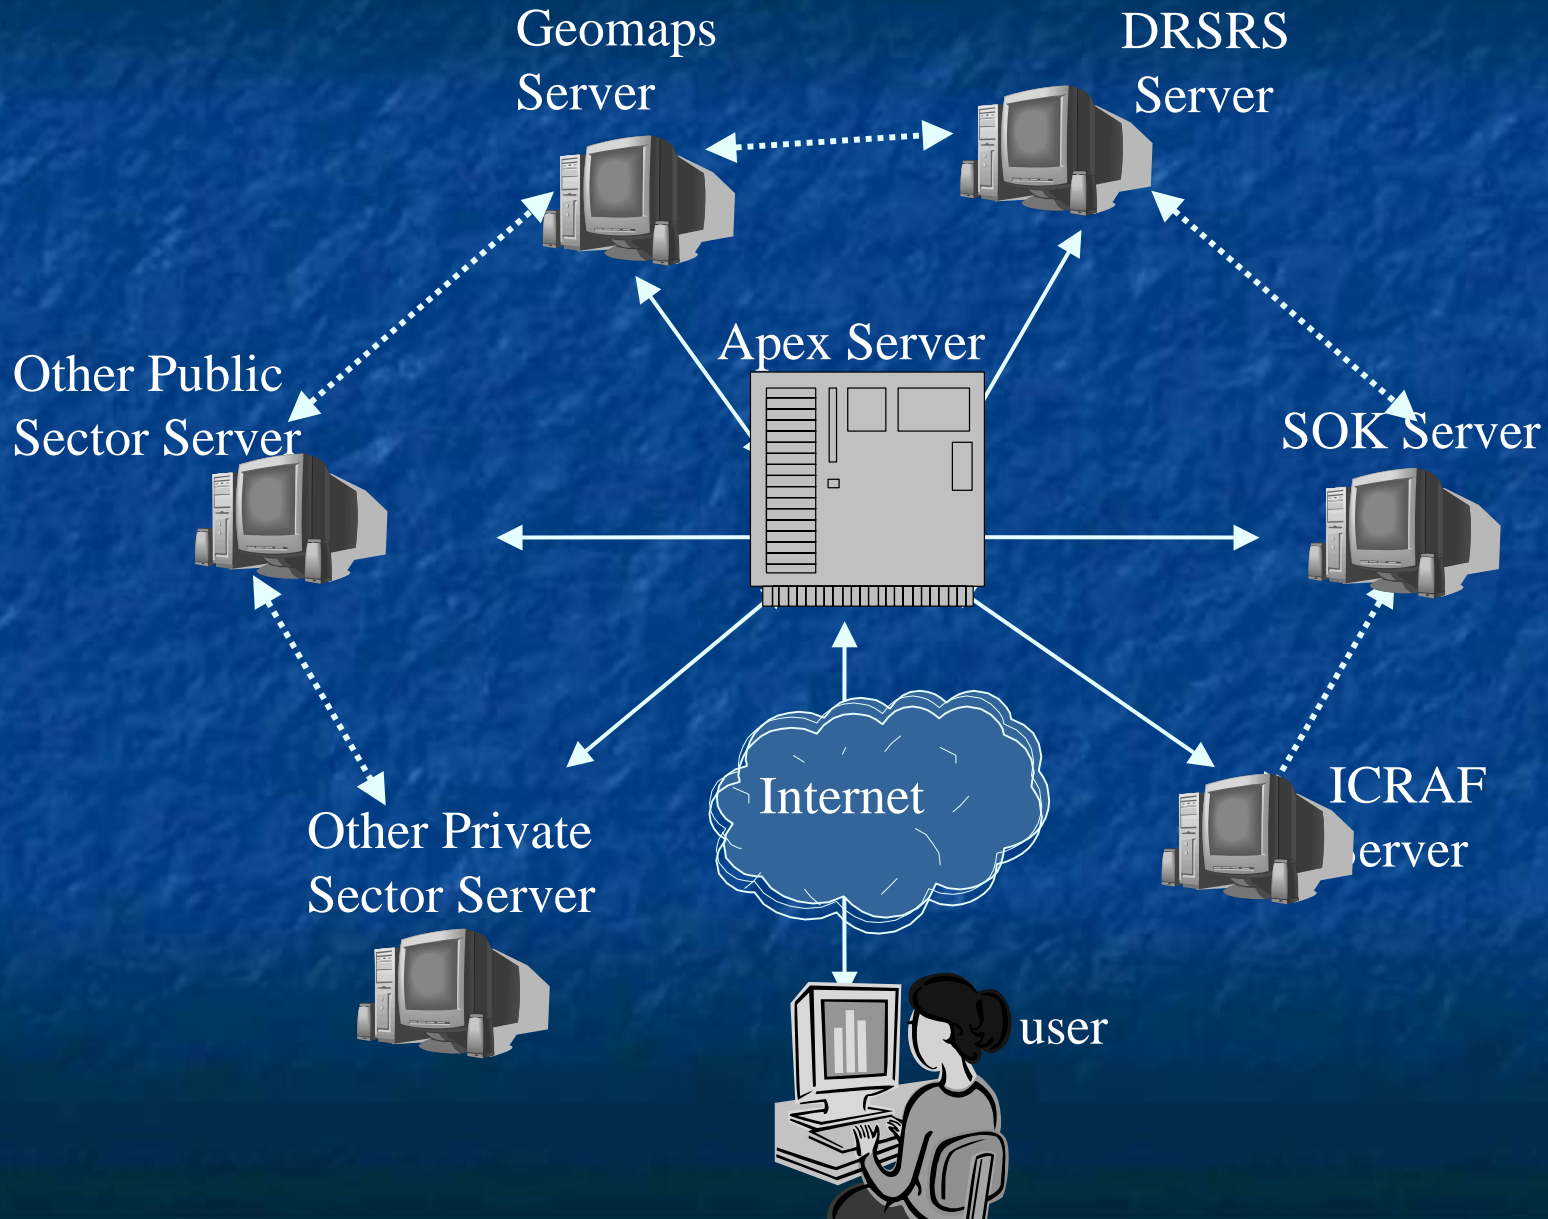 Geomaps
Server
DRSRS
Server
Apex Server
Other Public
Sector Server
SOK Server
Internet
ICRAF
Server
Other Private
Sector Server
user